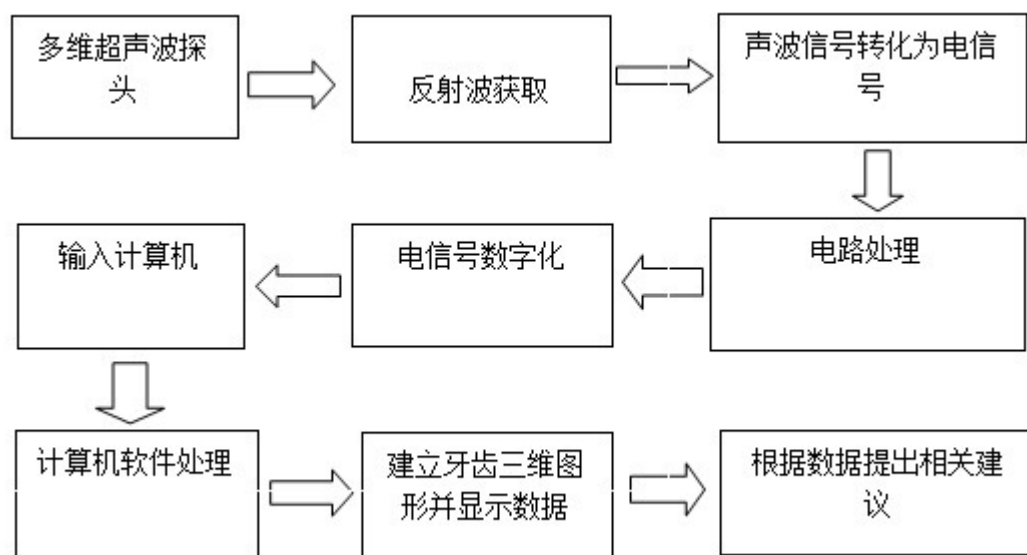 多维超声波探
头
反射波获取
声波信号转化为电信
号
电路处理
电信号数字化
输入计算机
计算机软件处理
建立牙齿三维图
形并显示数据
根据数据提出相关建
议